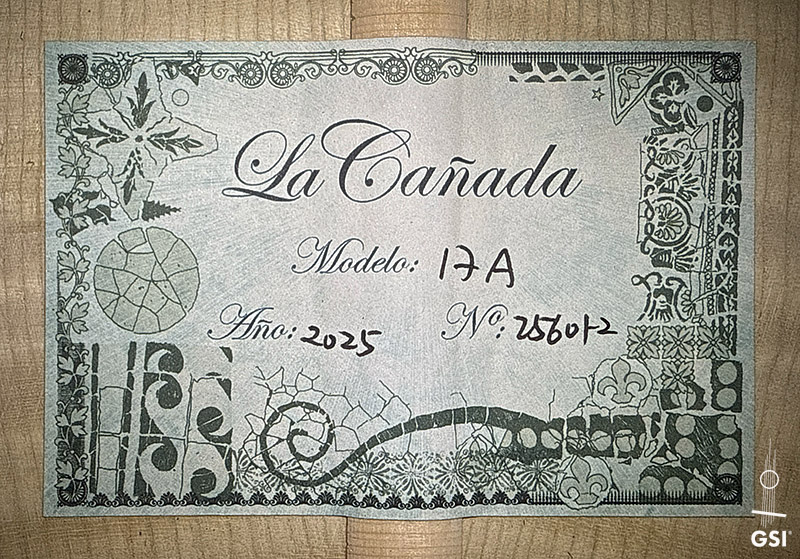 La Cañada
Modelo: 17A
Año: 2025 Nº: 256012
GSI